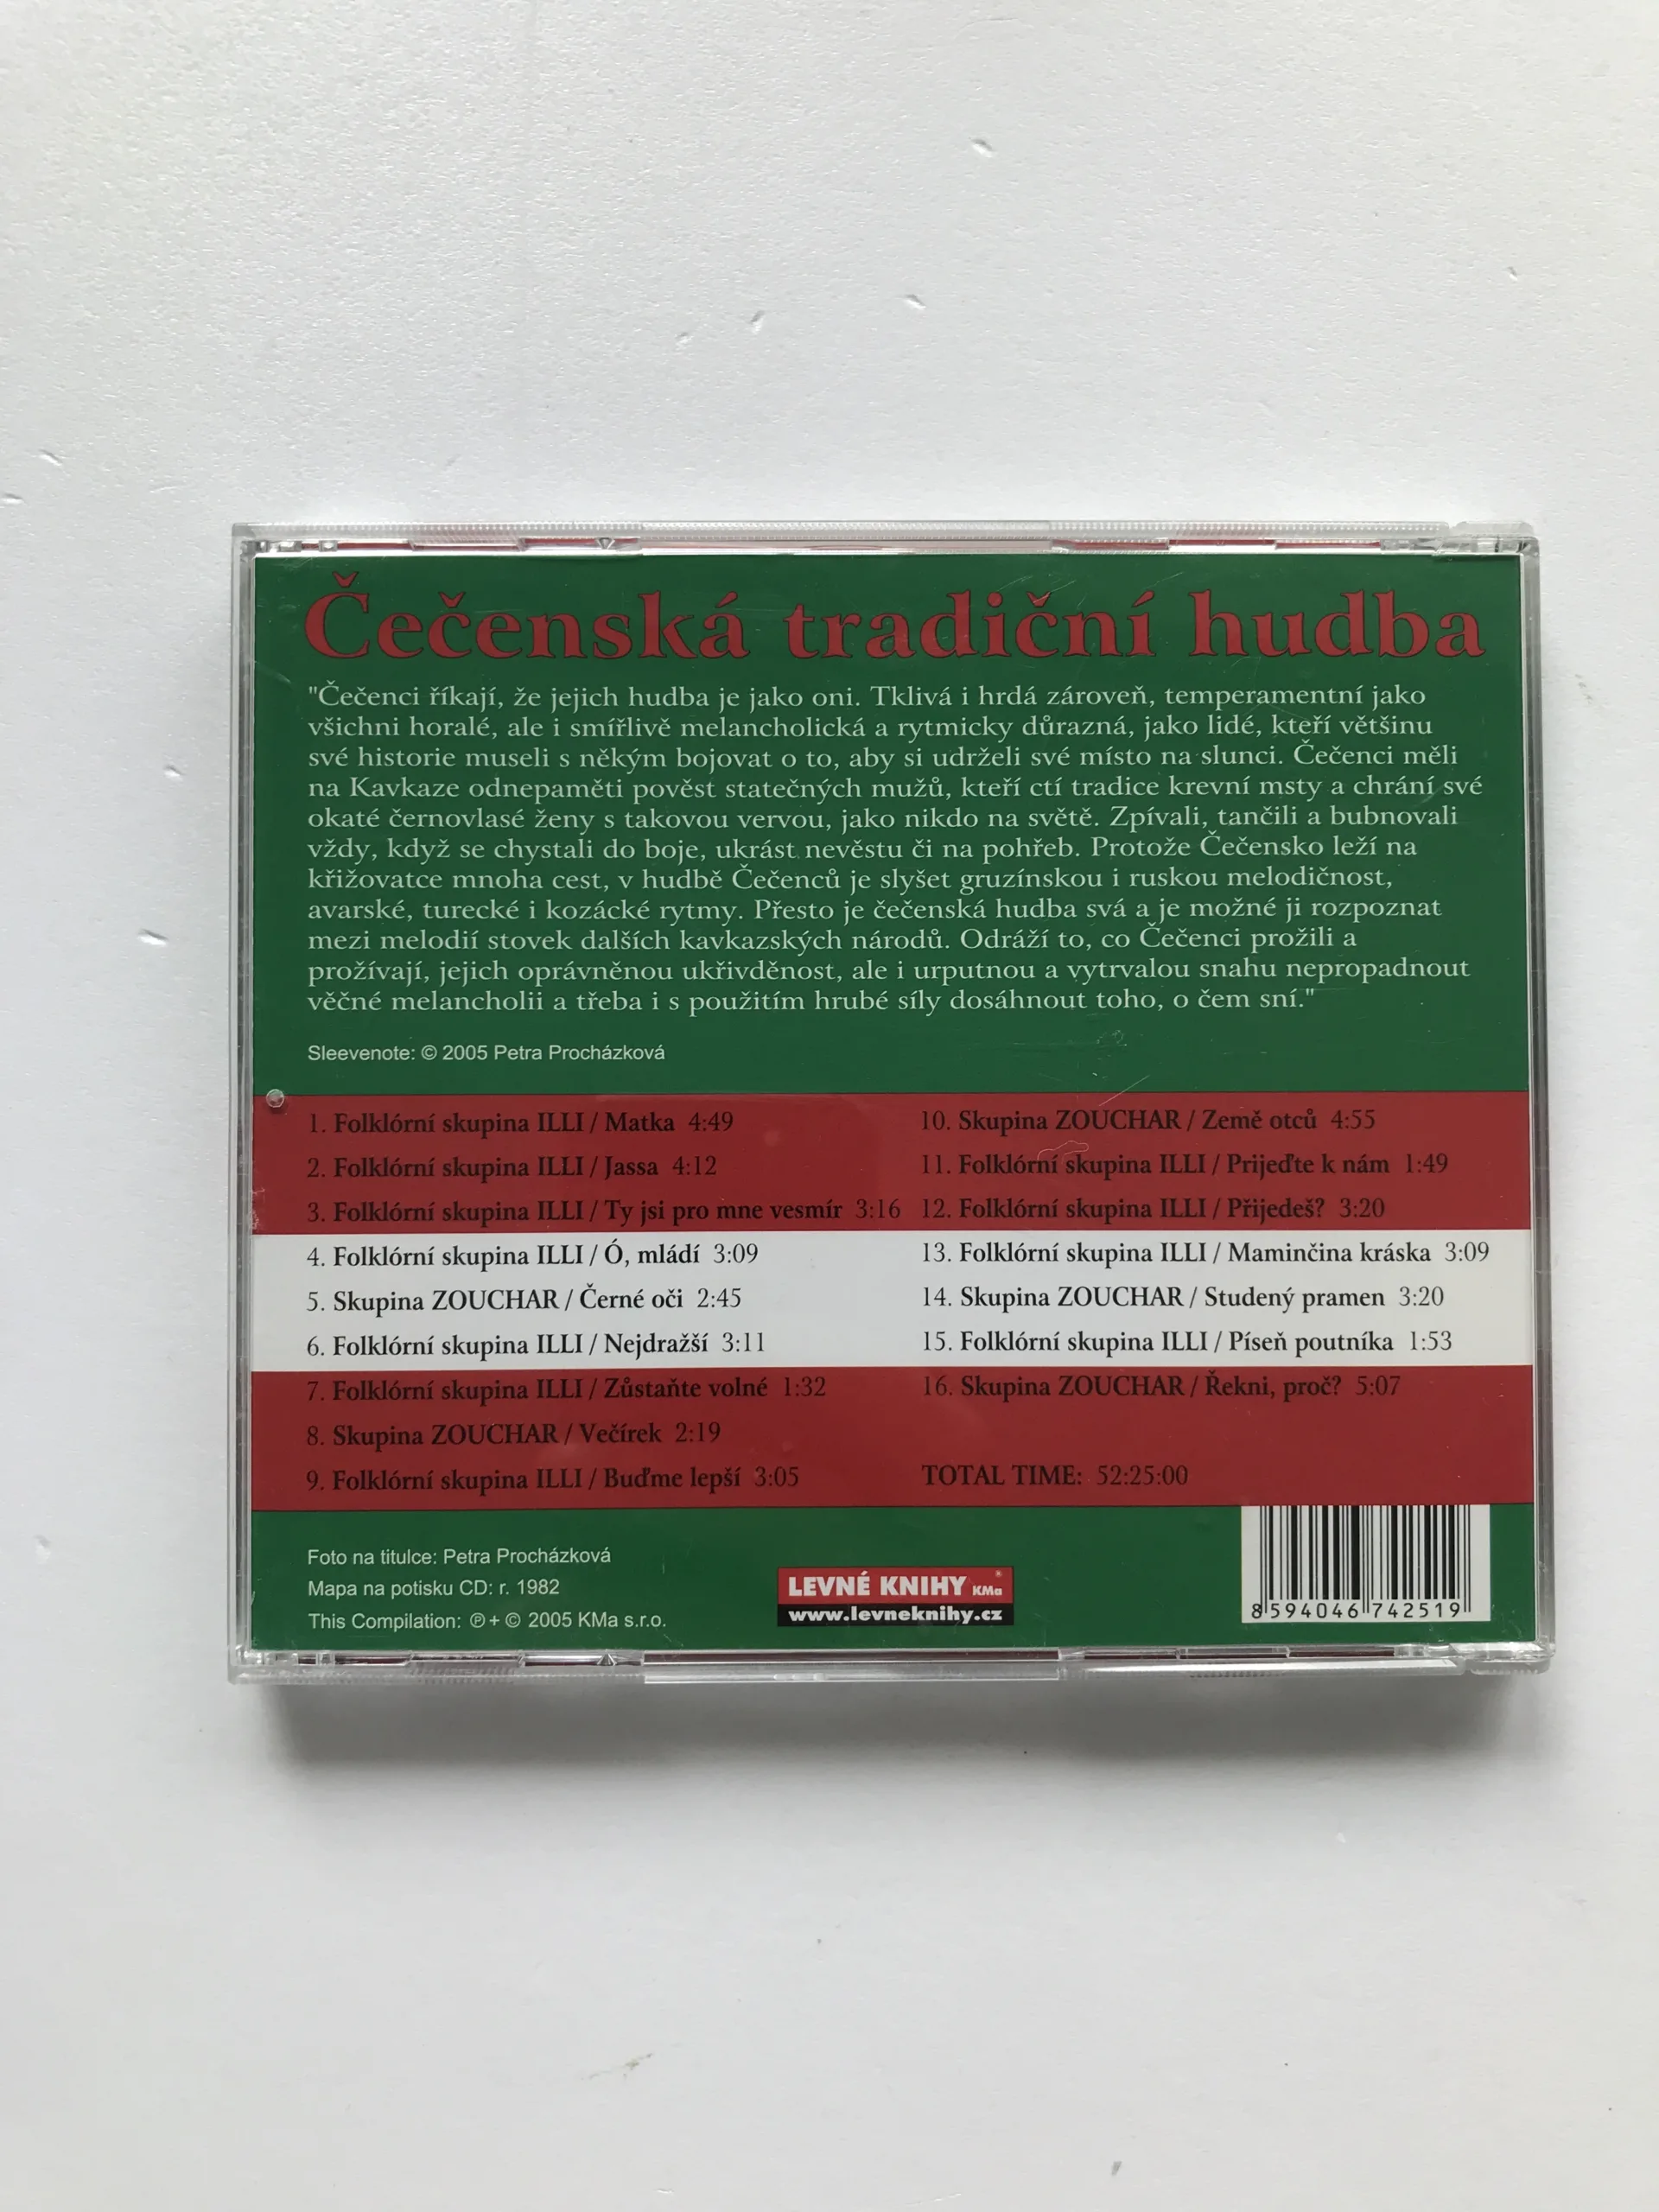 Čečenská tradiční hudba
"Čečenci říkají, že jejich hudba je jako oni. Tklivá i hrdá zároveň, temperamentní jako
všichni horalé, ale i smířlivě melancholická a rytmicky důrazná, jako lidé, kteří většinu
své historie museli s někým bojovat o to, aby si udrželi své místo na slunci. Čečenci měli
na Kavkaze odnepaměti pověst statečných mužů, kteří ctí tradice krevní msty a chrání své
okaté černovlasé ženy s takovou vervou, jako nikdo na světě. Zpívali, tančili a bubnovali
vždy, když se chystali do boje, ukrást nevěstu či na pohřeb. Protože Čečensko leží na
křižovatce mnoha cest, v hudbě Čečenců je slyšet gruzínskou i ruskou melodičnost,
avarské, turecké i kozácké rytmy. Přesto je čečenská hudba svá a je možné ji rozpoznat
mezi melodií stovek dalších kavkazských národů. Odráží to, co Čečenci prožili a
prožívají, jejich oprávněnou ukřivděnost, ale i urputnou a vytrvalou snahu nepropadnout
věčné melancholii a třeba i s použitím hrubé síly dosáhnout toho, o čem sní."
Sleevenote: © 2005 Petra Procházková
1. Folklórní skupina ILLI / Matka 4:49
2. Folklórní skupina ILLI / Jassa 4:12
3. Folklórní skupina ILLI / Ty jsi pro mne vesmír 3:16
4. Folklórní skupina ILLI / Ó, mládí 3:09
5. Skupina ZOUCHAR / Černé oči 2:45
6. Folklórní skupina ILLI / Nejdražší 3:11
7. Folklórní skupina ILLI / Zůstaňte volné 1:32
8. Skupina ZOUCHAR / Večírek 2:19
9. Folklórní skupina ILLI / Buďme lepší 3:05
10. Skupina ZOUCHAR / Země otců 4:55
11. Folklórní skupina ILLI / Prijeďte k nám 1:49
12. Folklórní skupina ILLI / Přijedeš? 3:20
13. Folklórní skupina ILLI / Maminčina kráska 3:09
14. Skupina ZOUCHAR / Studený pramen 3:20
15. Folklórní skupina ILLI / Píseň poutníka 1:53
16. Skupina ZOUCHAR / Řekni, proč? 5:07
TOTAL TIME: 52:25:00
Foto na titulce: Petra Procházková
Mapa na potisku CD: r. 1982
This Compilation: ℗ + © 2005 KMa s.r.o.
LEVNÉ KNIHY KMa
www.levneknihy.cz
8 594046 742519